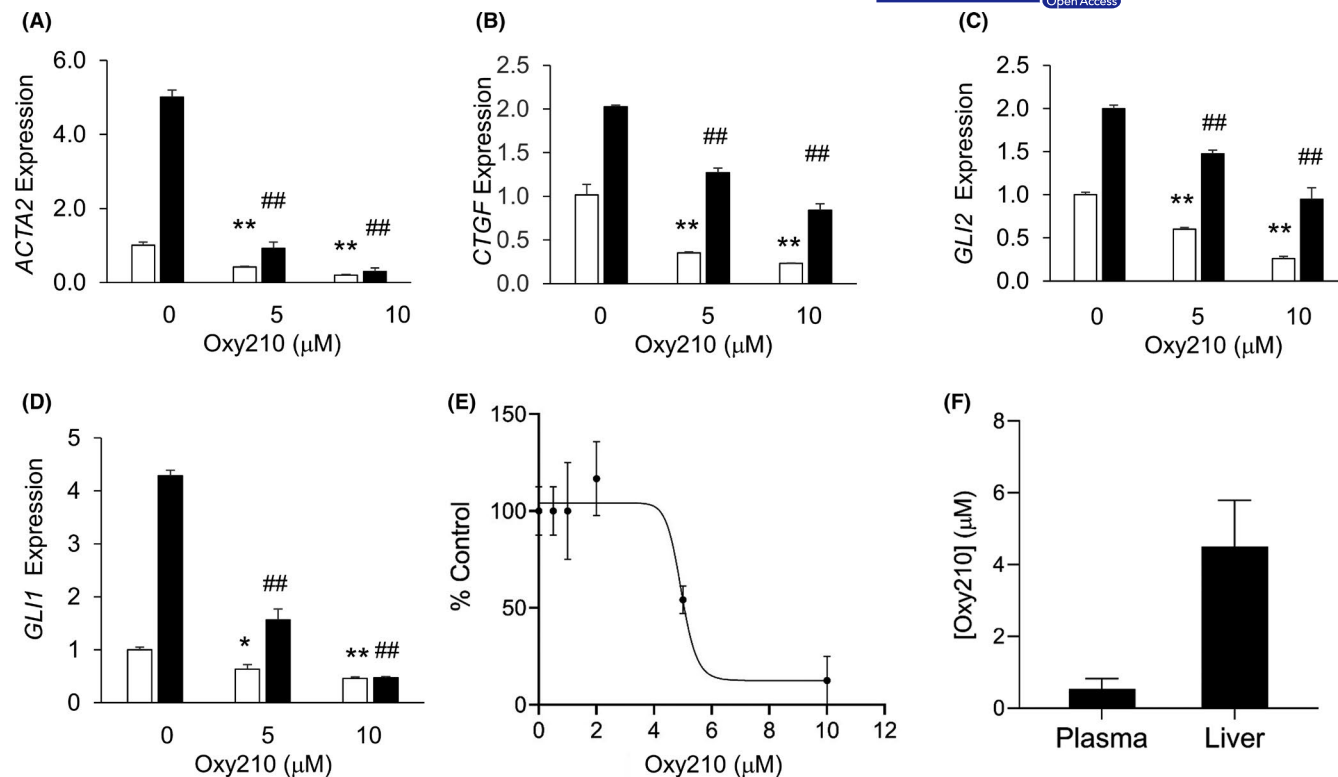 Open Access
(A)
ACTA2 Expression
6.0
4.0
2.0
0.0
** ## ** ##
0 5 10
Oxy210 (μM)
(B)
CTGF Expression
2.5
2.0
1.5
1.0
0.5
0.0
** ## ** ##
0 5 10
Oxy210 (μM)
(C)
GLI2 Expression
2.5
2.0
1.5
1.0
0.5
0.0
** ## ** ##
0 5 10
Oxy210 (μM)
(D)
GLI1 Expression
5
4
3
2
1
0
* ## ** ##
0 5 10
Oxy210 (μM)
(E)
% Control
150
100
50
0
0 2 4 6 8 10 12
Oxy210 (μM)
(F)
[Oxy210] (μM)
8
6
4
2
0
Plasma Liver